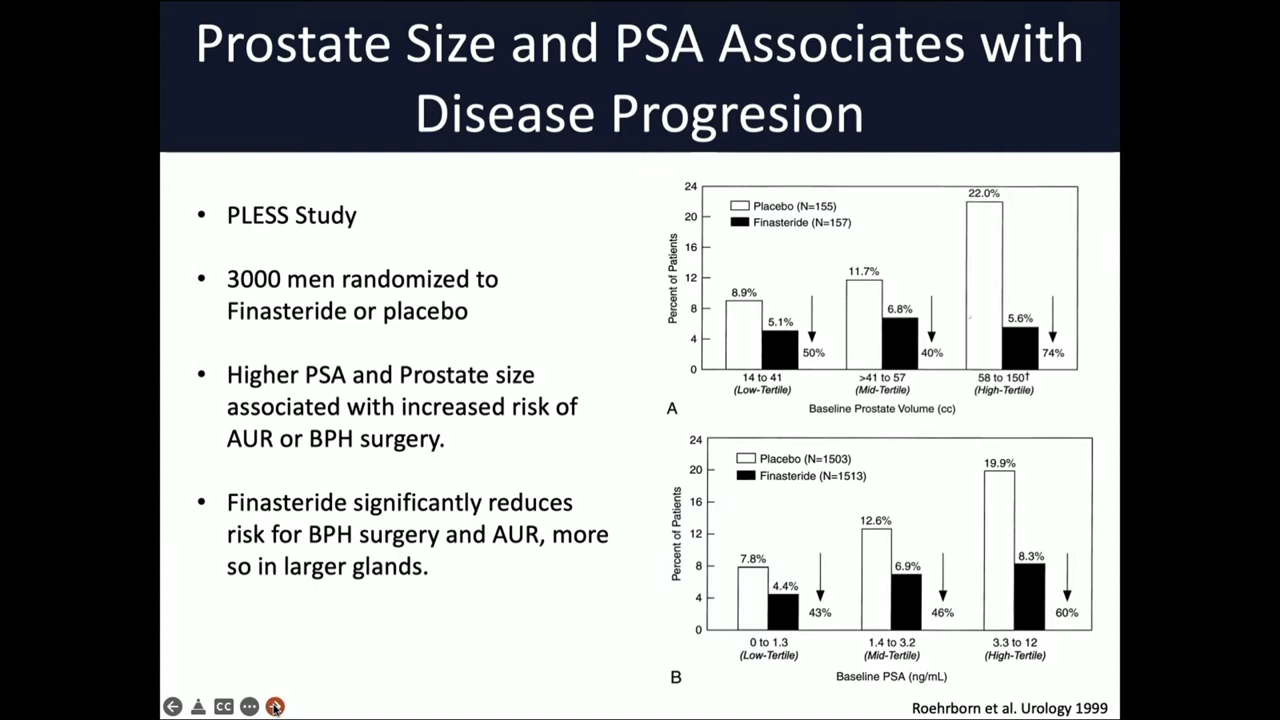 Prostate Size and PSA Associates with
Disease Progresion
• PLESS Study
• 3000 men randomized to
Finasteride or placebo
• Higher PSA and Prostate size
associated with increased risk of
AUR or BPH surgery.
• Finasteride significantly reduces
risk for BPH surgery and AUR, more
so in larger glands.
24
20
16
12
8
4
0
Percent of Patients
Placebo (N=155)
Finasteride (N=157)
8.9%
5.1%
50%
11.7%
6.8%
40%
22.0%
5.6%
74%
14 to 41
(Low-Tertile)
>41 to 57
(Mid-Tertile)
58 to 150†
(High-Tertile)
A
Baseline Prostate Volume (cc)
24
20
16
12
8
4
0
Percent of Patients
Placebo (N=1503)
Finasteride (N=1513)
7.8%
4.4%
43%
12.6%
6.9%
46%
19.9%
8.3%
60%
0 to 1.3
(Low-Tertile)
1.4 to 3.2
(Mid-Tertile)
3.3 to 12
(High-Tertile)
B
Baseline PSA (ng/mL)
CC
Roehrborn et al. Urology 1999